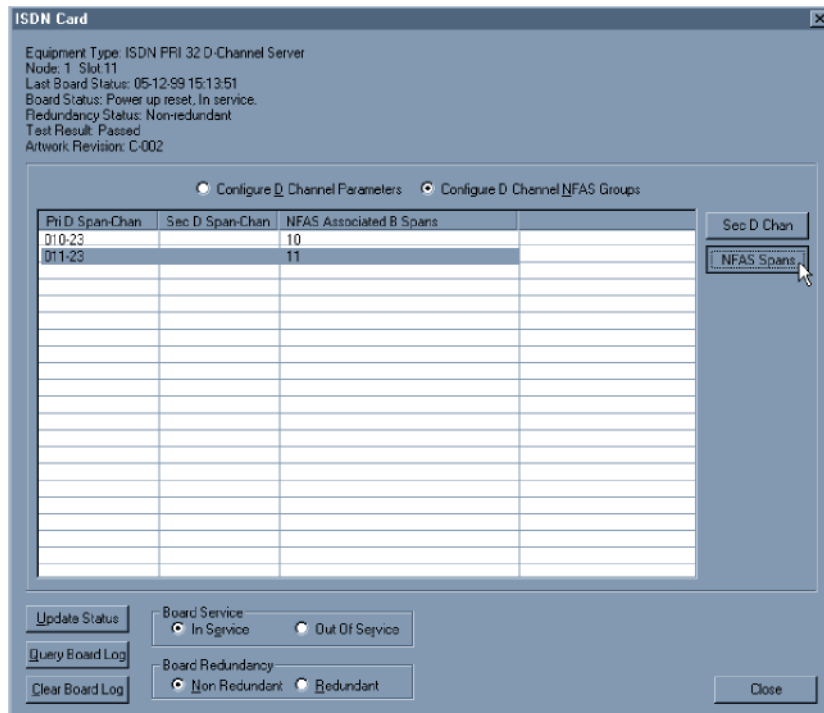 ISDN Card
Equipment Type: ISDN PRI 32 D-Channel Server
Node: 1 Slot:11
Last Board Status: 05-12-99 15:13:51
Board Status: Power up reset, In service.
Redundancy Status: Non-redundant
Test Result: Passed
Artwork Revision: C-002
Configure D Channel Parameters Configure D Channel NFAS Groups
Pri D Span-Chan Sec D Span-Chan NFAS Associated B Spans
010-23 10
011-23 11
Sec D Chan
NFAS Spans
Update Status
Query Board Log
Clear Board Log
Board Service
In Service Out Of Service
Board Redundancy
Non Redundant Redundant
Close